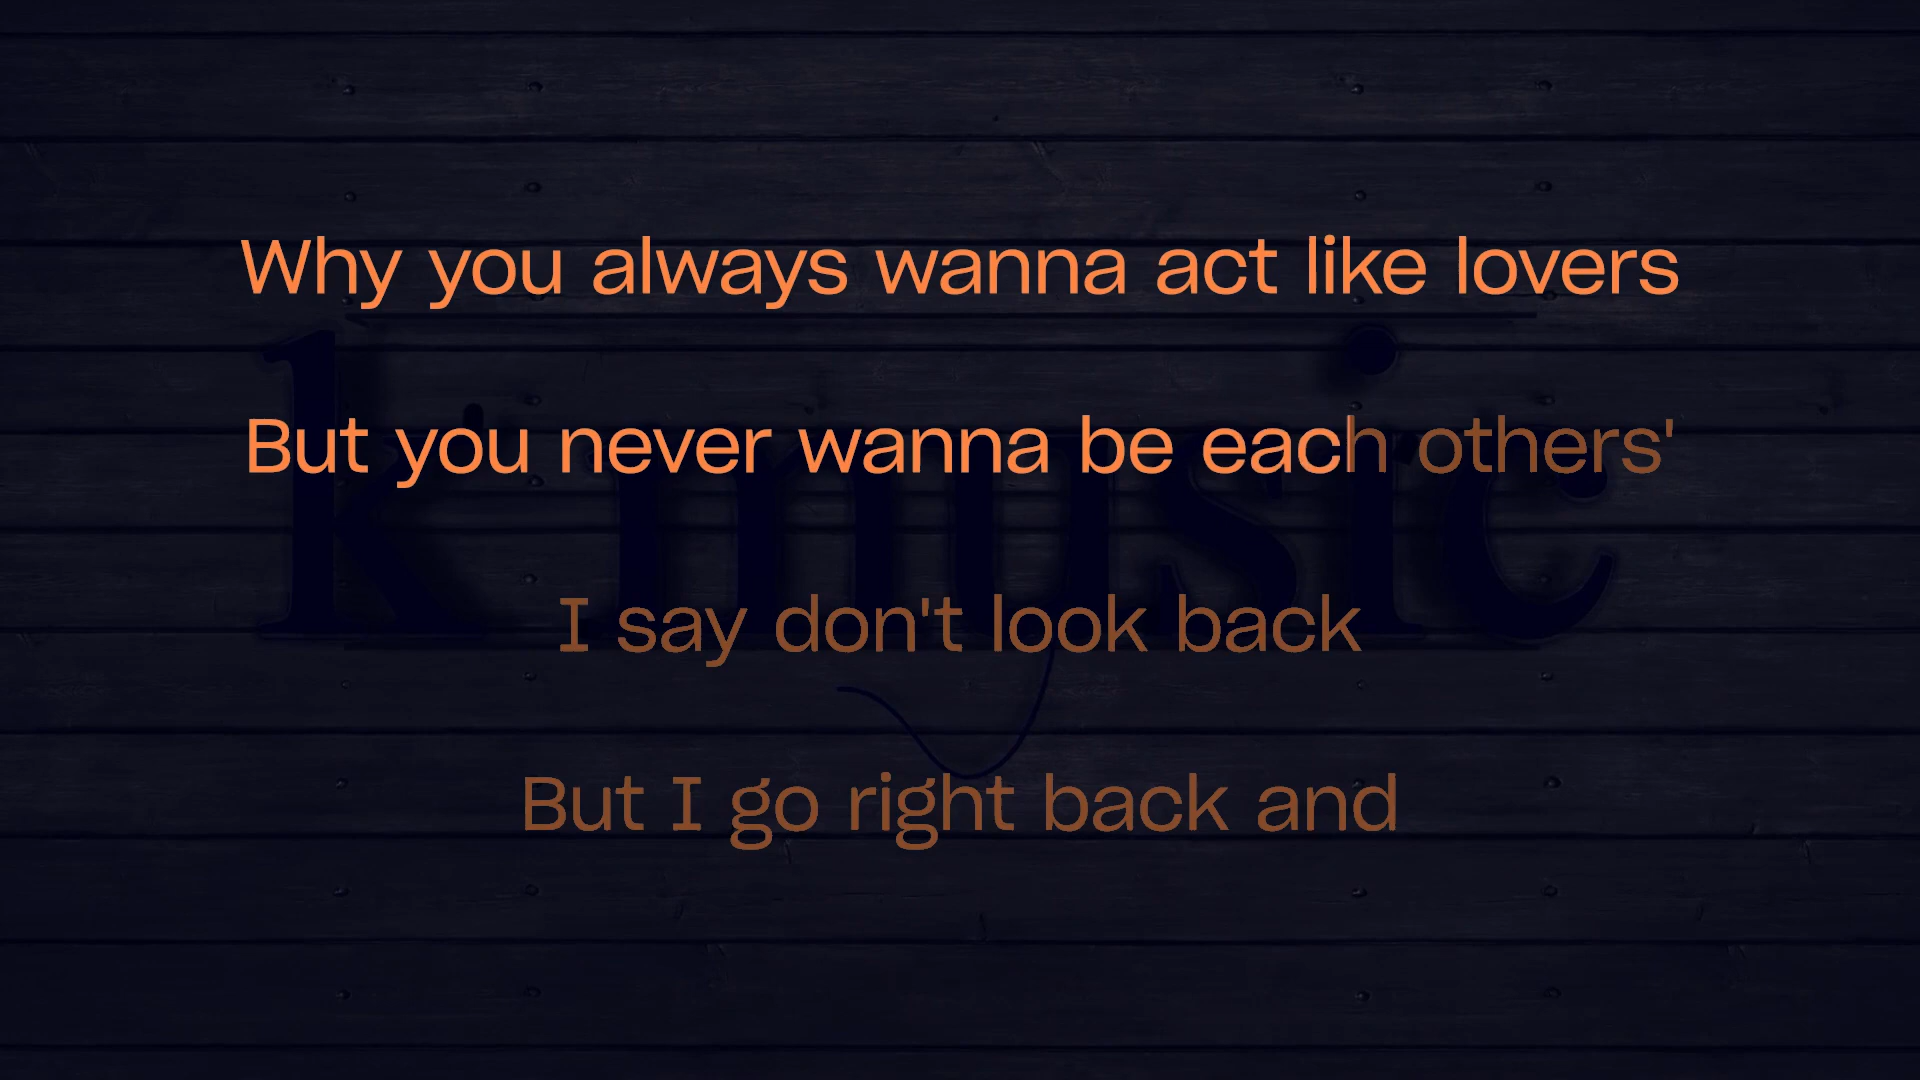 Why you always wanna act like lovers
But you never wanna be each others'
k'music
I say don't look back
But I go right back and